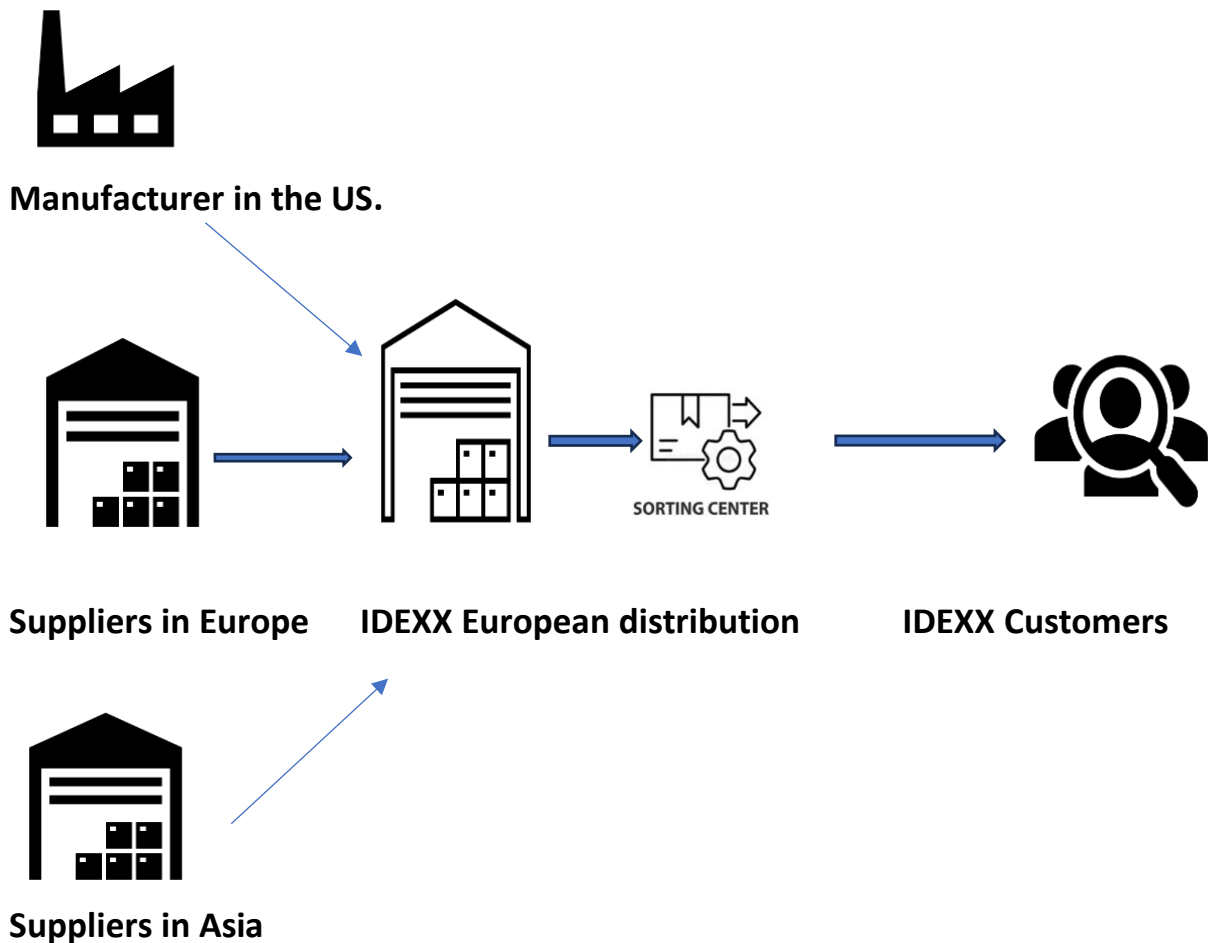 Manufacturer in the US.
SORTING CENTER
Suppliers in Europe
IDEXX European distribution
IDEXX Customers
Suppliers in Asia